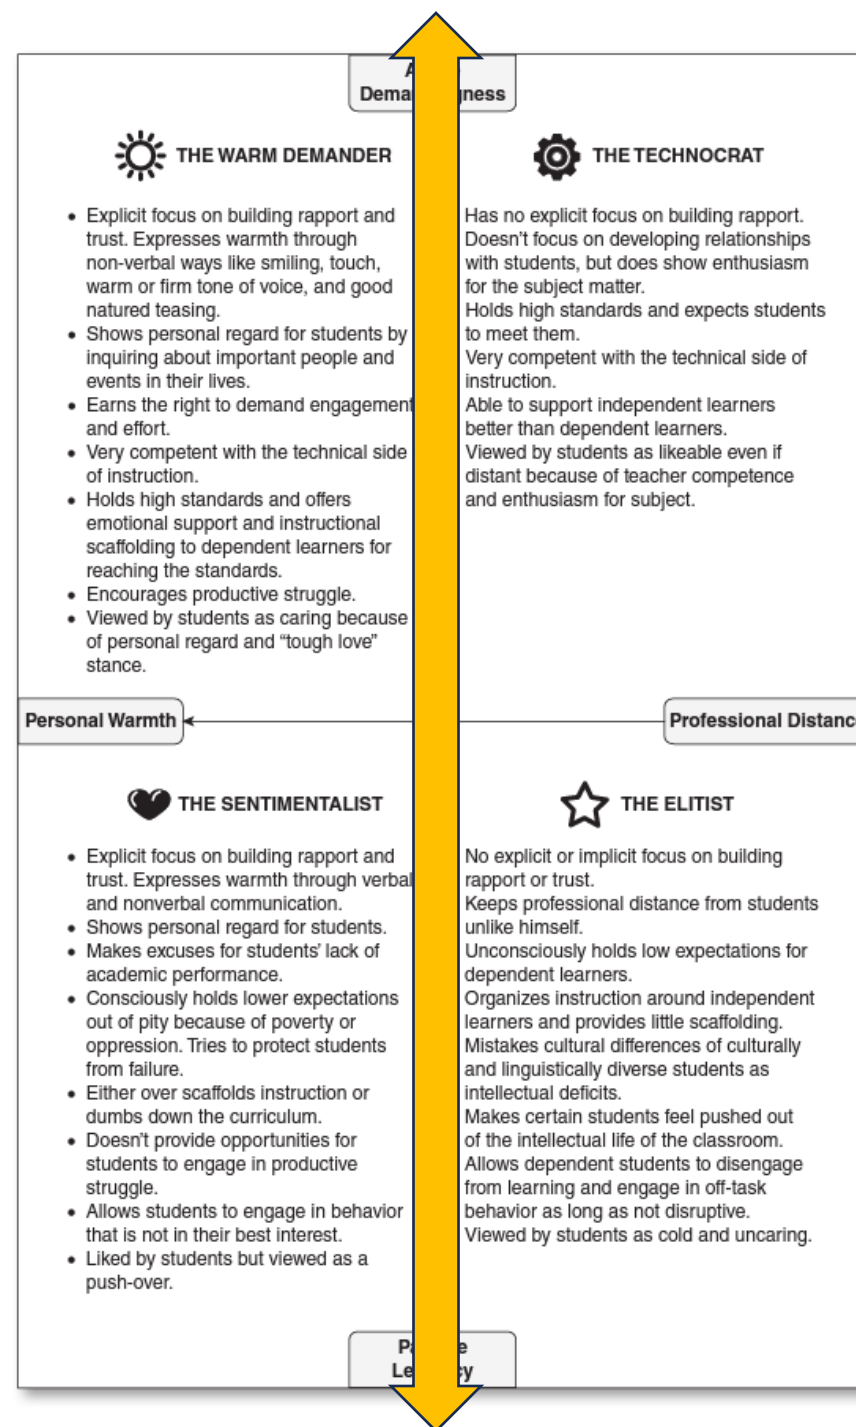 THE WARM DEMANDER
Explicit focus on building rapport and
trust. Expresses warmth through
non-verbal ways like smiling, touch,
warm or firm tone of voice, and good
natured teasing.
Shows personal regard for students by
inquiring about important people and
events in their lives.
Earns the right to demand engagement
and effort.
Very competent with the technical side
of instruction.
Holds high standards and offers
emotional support and instructional
scaffolding to dependent learners for
reaching the standards.
Encourages productive struggle.
Viewed by students as caring because
of personal regard and “tough love”
stance.
THE TECHNOCRAT
Has no explicit focus on building rapport.
Doesn’t focus on developing relationships
with students, but does show enthusiasm
for the subject matter.
Holds high standards and expects students
to meet them.
Very competent with the technical side of
instruction.
Able to support independent learners
better than dependent learners.
Viewed by students as likeable even if
distant because of teacher competence
and enthusiasm for subject.
Personal Warmth
Professional
THE SENTIMENTALIST
Explicit focus on building rapport and
trust. Expresses warmth through verbal
and nonverbal communication.
Shows personal regard for students.
Makes excuses for students’ lack of
academic performance.
Consciously holds lower expectations
out of pity because of poverty or
oppression. Tries to protect students
from failure.
Either over scaffolds instruction or
dumbs down the curriculum.
Doesn’t provide opportunities for
students to engage in productive
struggle.
Allows students to engage in behavior
that is not in their best interest.
Liked by students but viewed as a
push-over.
THE ELITIST
No explicit or implicit focus on building
rapport or trust.
Keeps professional distance from students
unlike himself.
Unconsciously holds low expectations for
dependent learners.
Organizes instruction around independent
learners and provides little scaffolding.
Mistakes cultural differences of culturally
and linguistically diverse students as
intellectual deficits.
Makes certain students feel pushed out
of the intellectual life of the classroom.
Allows dependent students to disengage
from learning and engage in off-task
behavior as long as not disruptive.
Viewed by students as cold and uncaring.